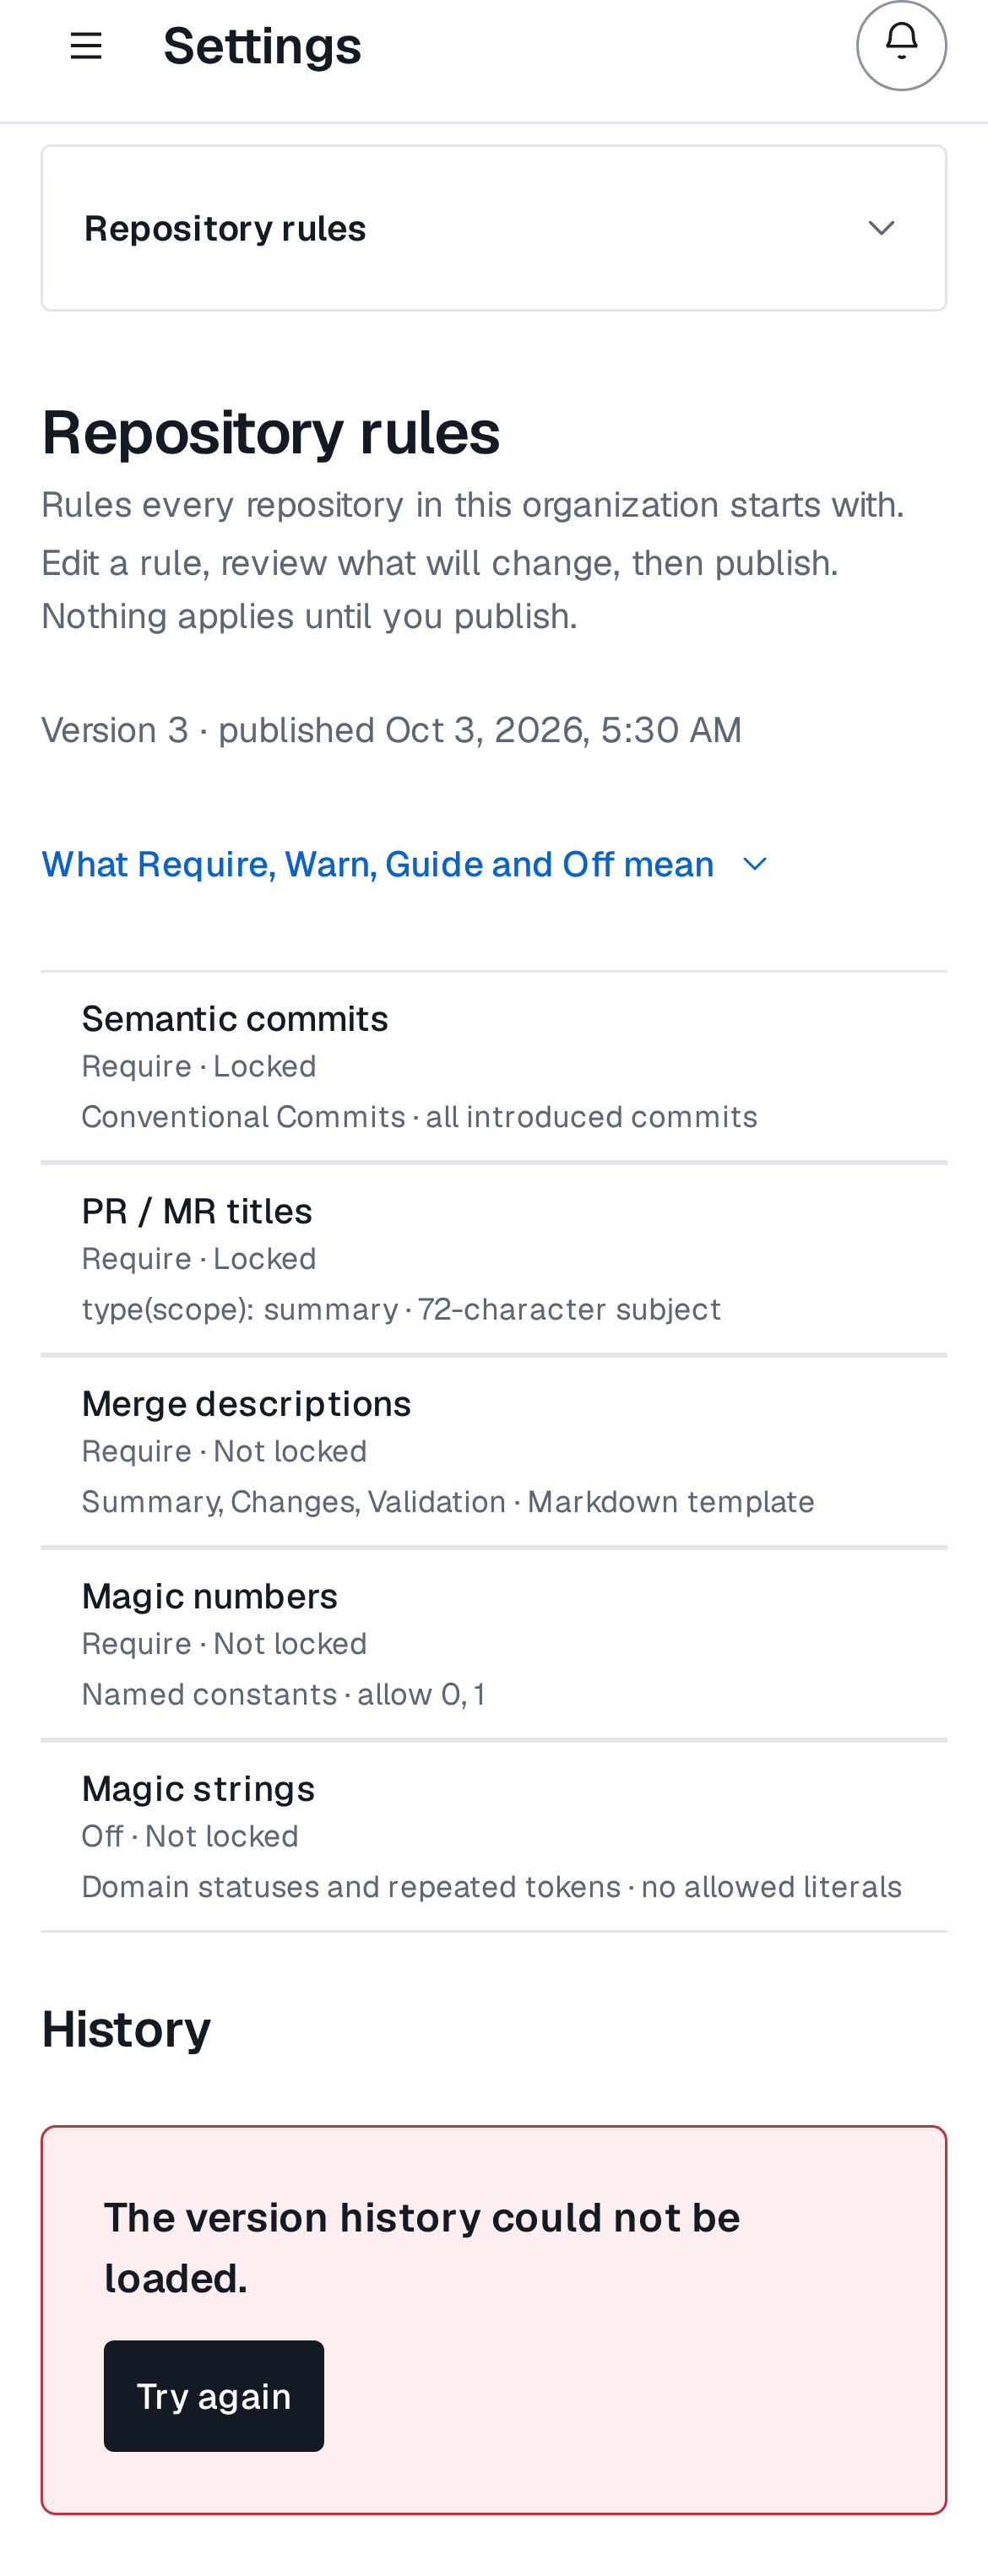 Settings
Repository rules
Repository rules
Rules every repository in this organization starts with.
Edit a rule, review what will change, then publish.
Nothing applies until you publish.
Version 3 · published Oct 3, 2026, 5:30 AM
What Require, Warn, Guide and Off mean
Semantic commits
Require · Locked
Conventional Commits · all introduced commits
PR / MR titles
Require · Locked
type(scope): summary · 72-character subject
Merge descriptions
Require · Not locked
Summary, Changes, Validation · Markdown template
Magic numbers
Require · Not locked
Named constants · allow 0, 1
Magic strings
Off · Not locked
Domain statuses and repeated tokens · no allowed literals
History
The version history could not be
loaded.
Try again